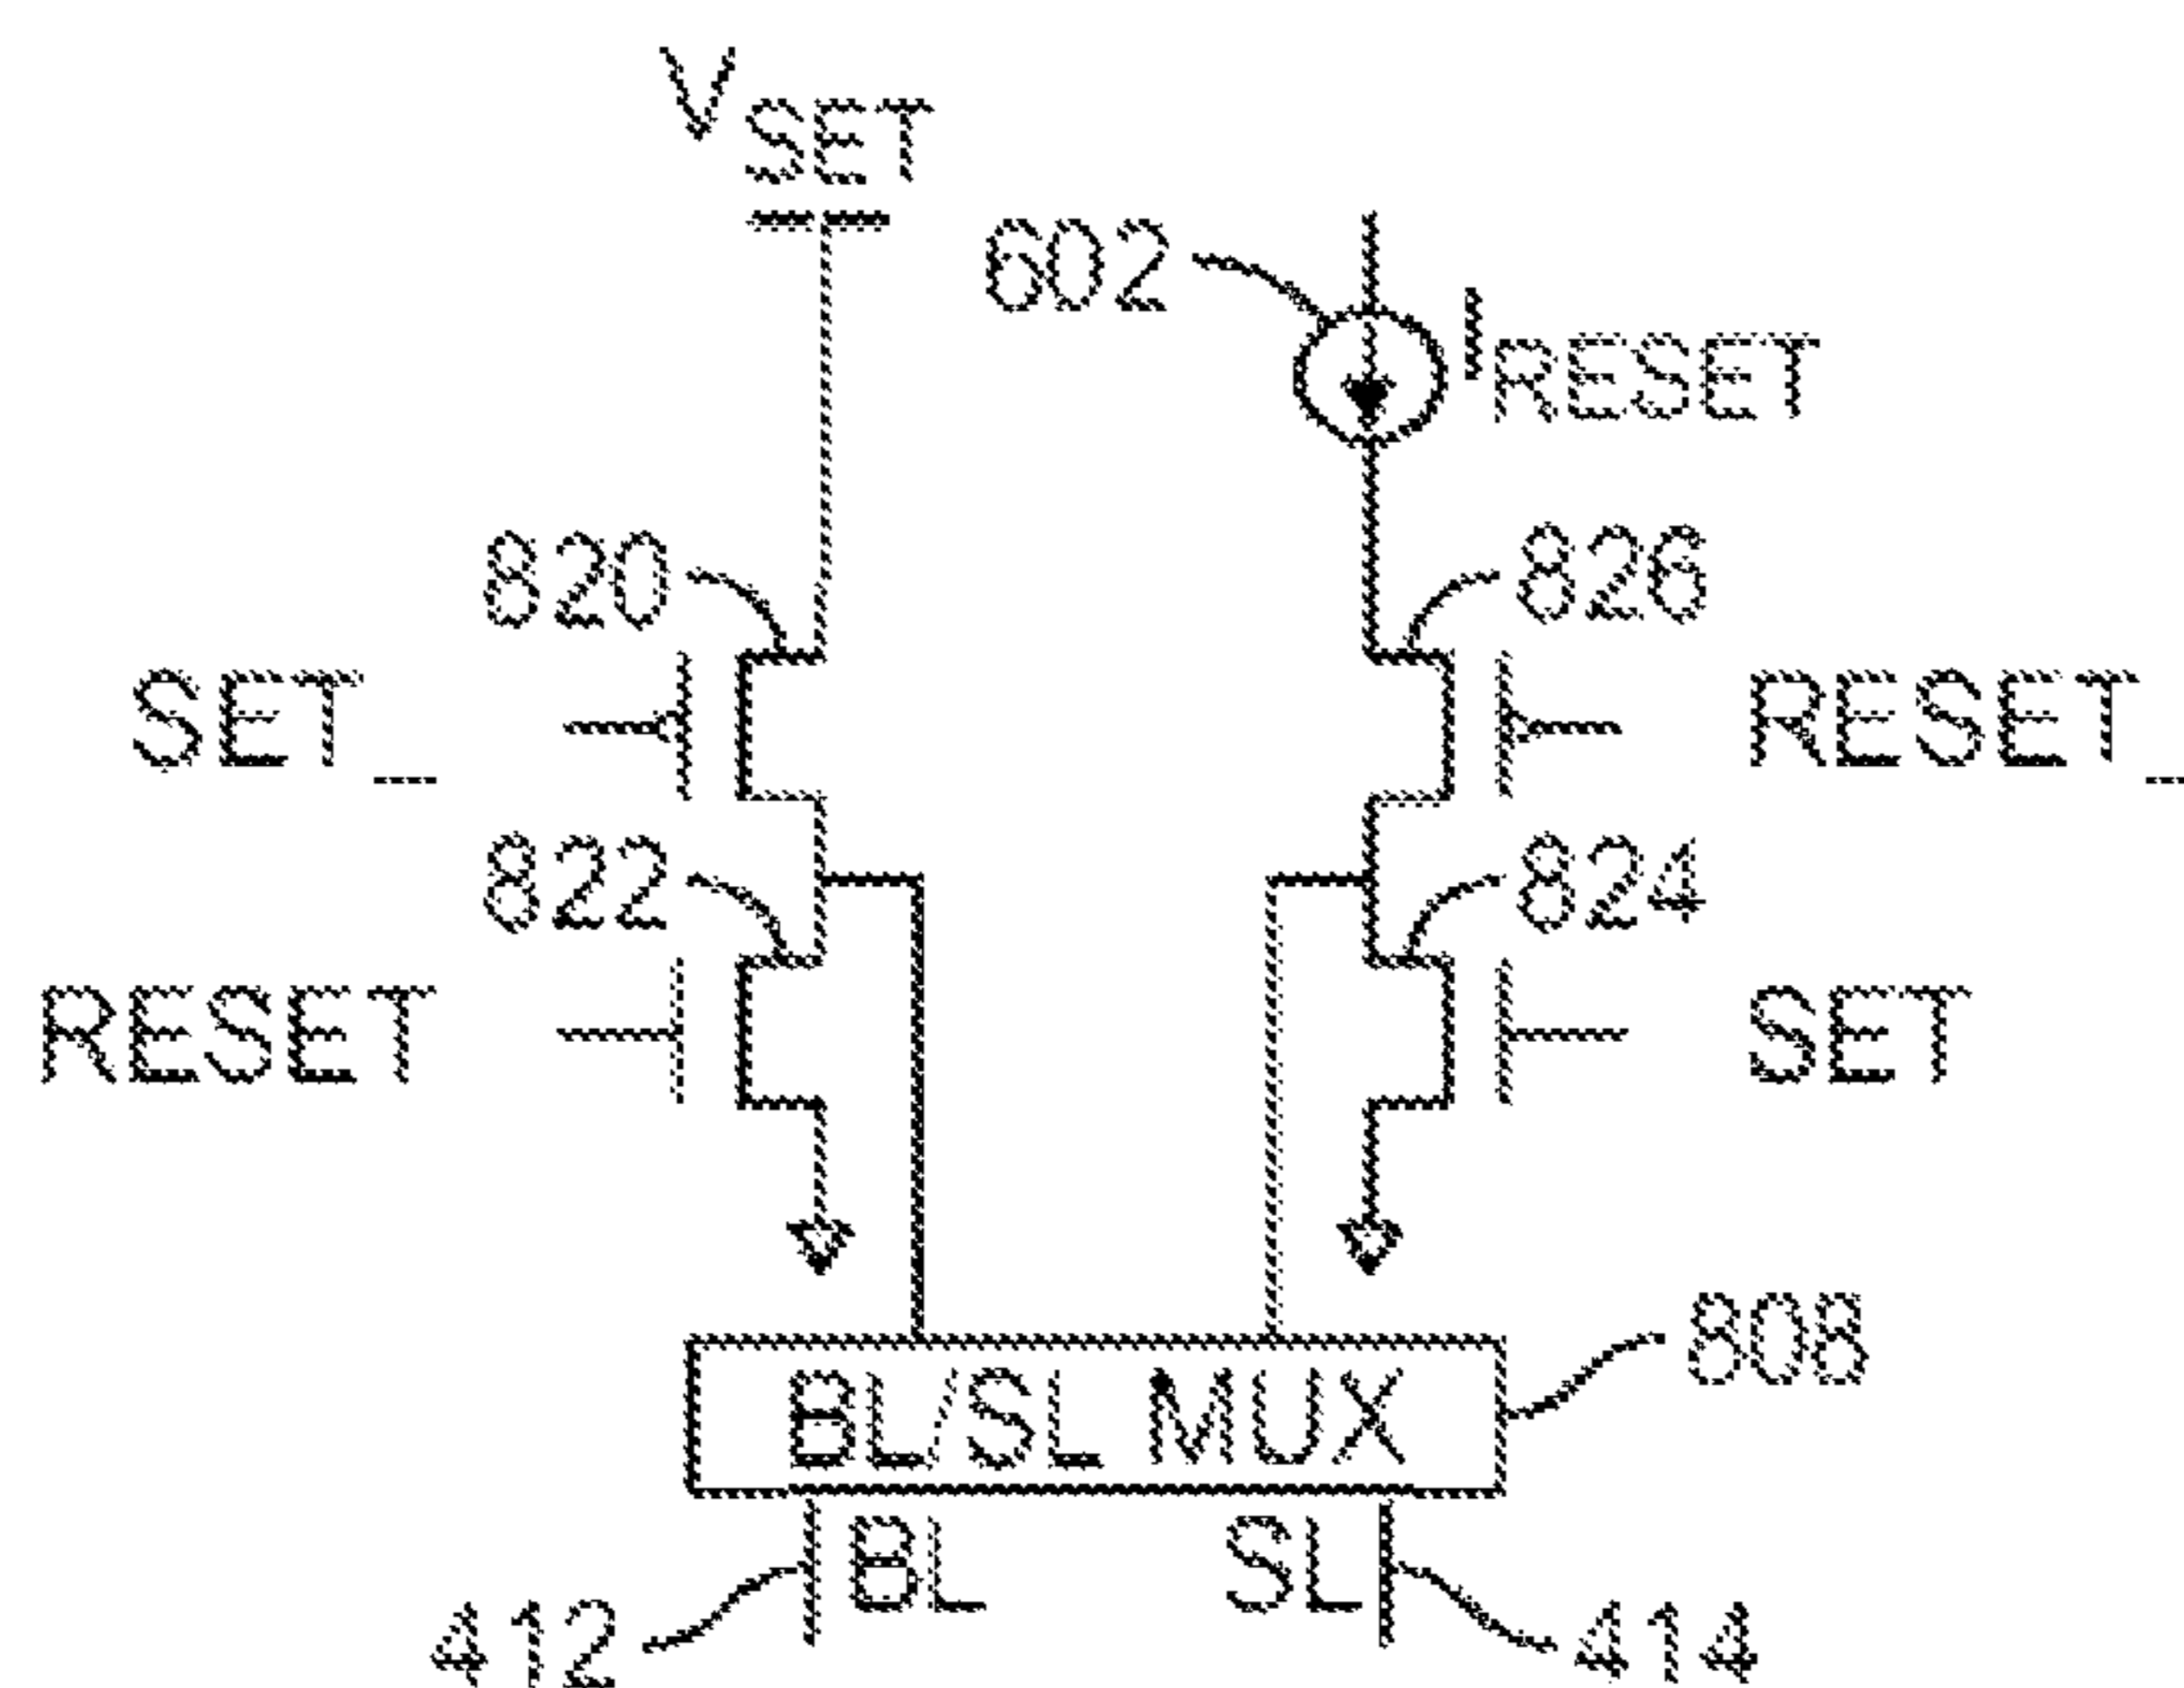 VSET
602
IRESET
820
826
SET_
RESET_
822
824
RESET
SET
808
BL/SL MUX
BL
SL
412
414